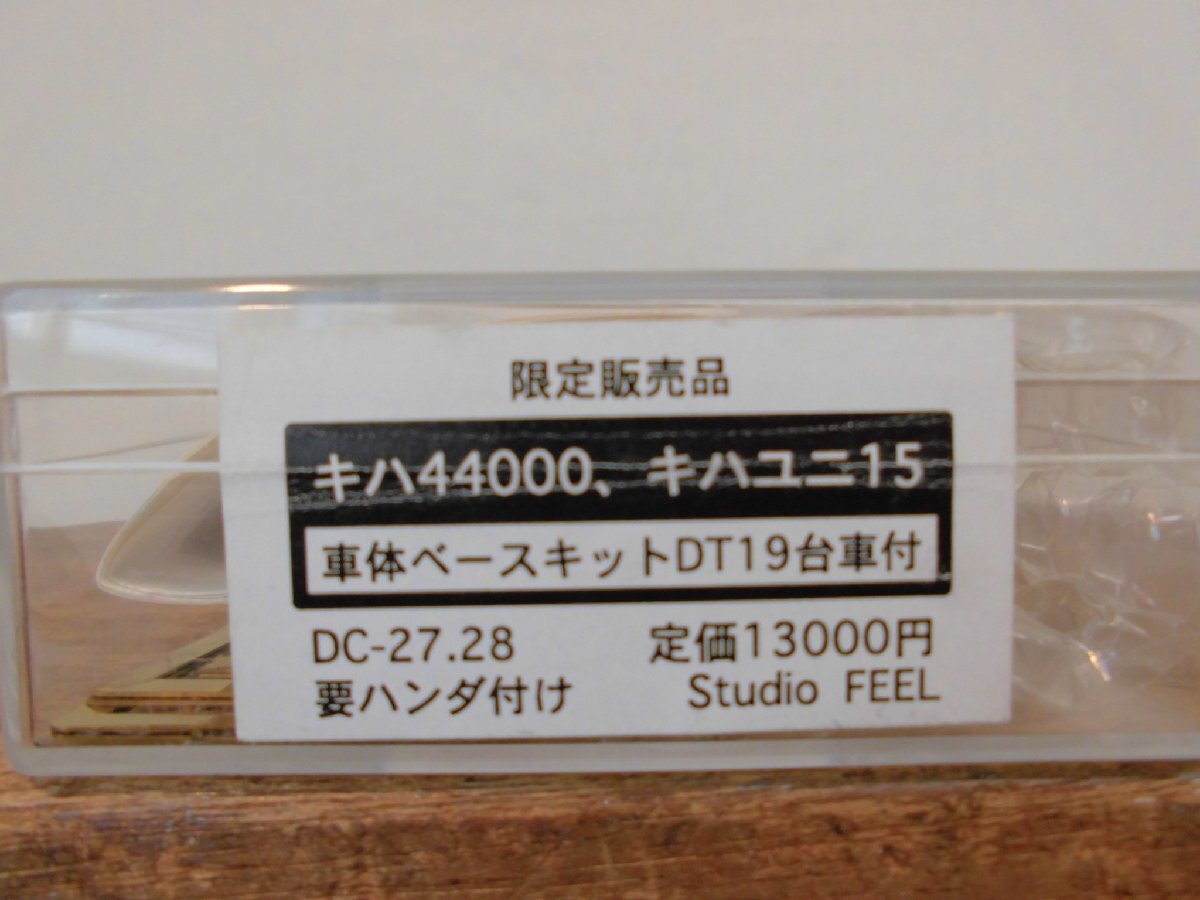 限定販売品
キハ44000、キハユニ15
車体ベースキットDT19台車付
DC-27.28 定価13000円
要ハンダ付け Studio FEEL